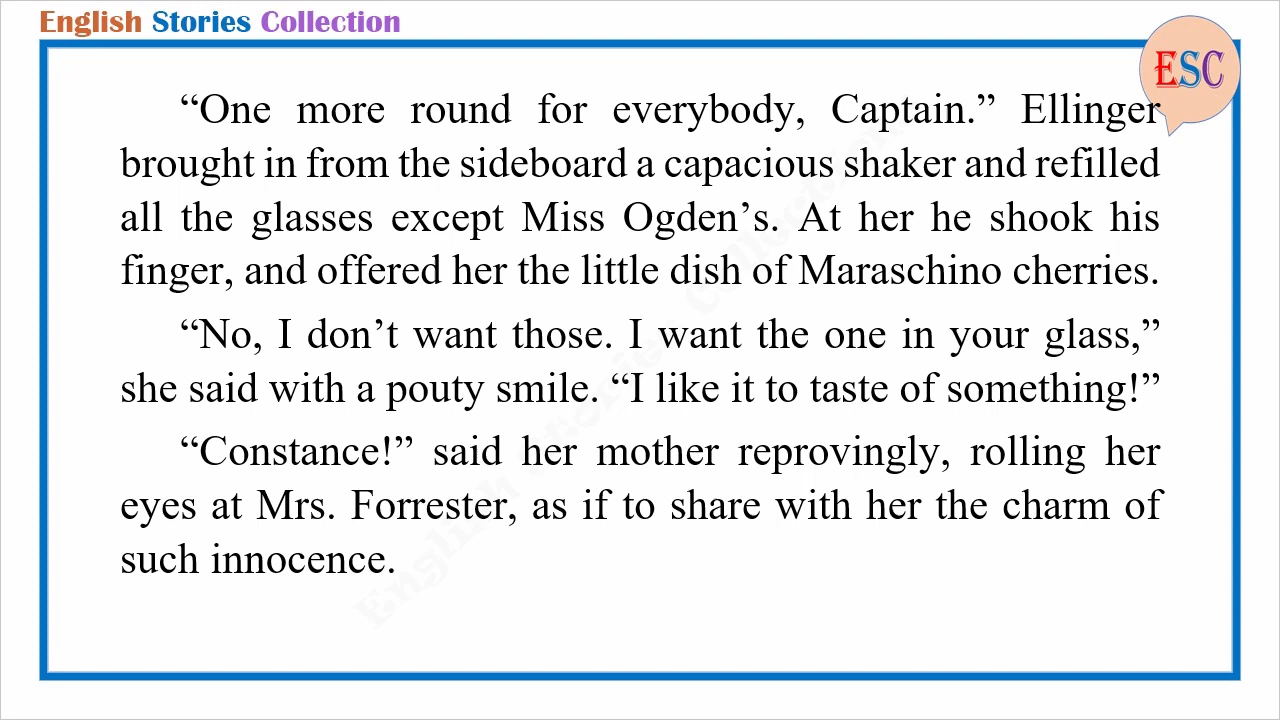 English Stories Collection
ESC
“One more round for everybody, Captain.” Ellinger
brought in from the sideboard a capacious shaker and refilled
all the glasses except Miss Ogden’s. At her he shook his
finger, and offered her the little dish of Maraschino cherries.
“No, I don’t want those. I want the one in your glass,”
she said with a pouty smile. “I like it to taste of something!”
“Constance!” said her mother reprovingly, rolling her
eyes at Mrs. Forrester, as if to share with her the charm of
such innocence.